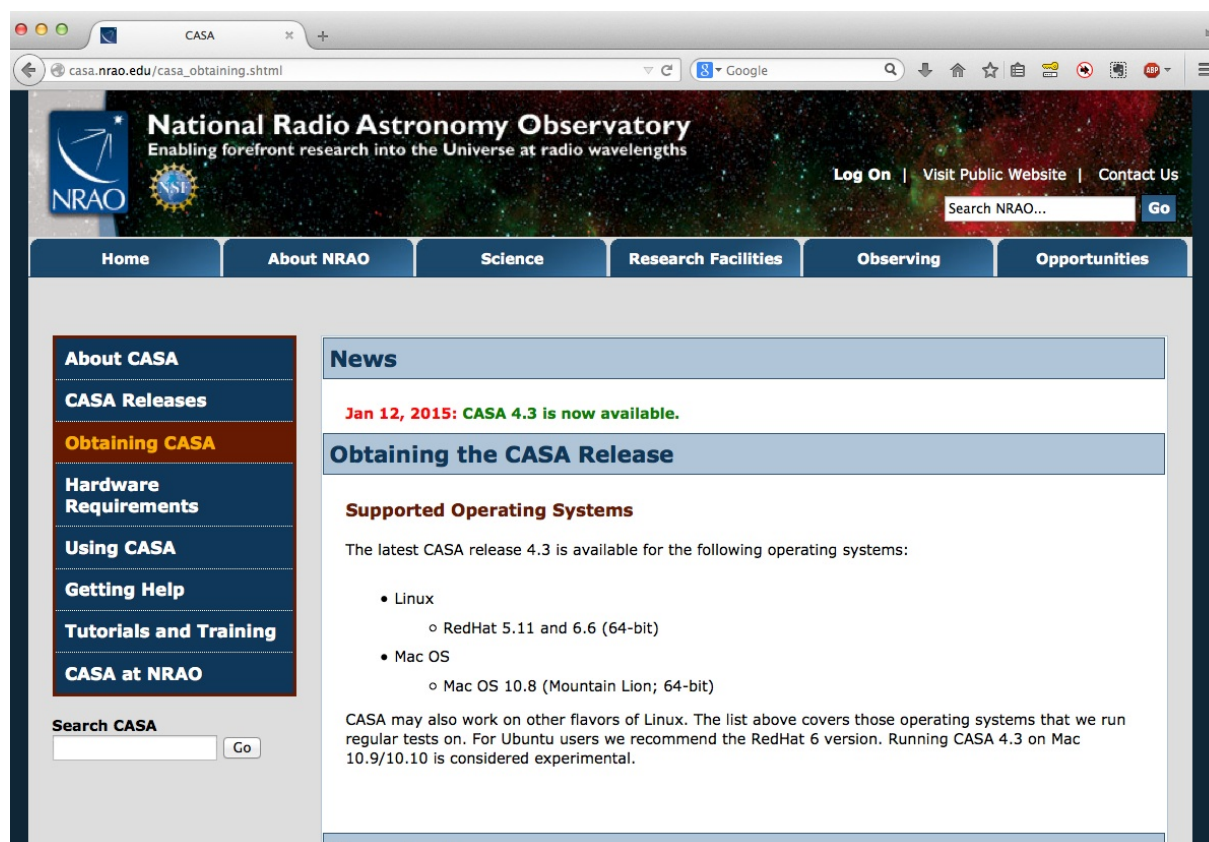 CASA
casa.nrao.edu/casa_obtaining.shtml
Google
ABP
National Radio Astronomy Observatory
Enabling forefront research into the Universe at radio wavelengths
NRAO
NSF
Log On | Visit Public Website | Contact Us
Search NRAO...
Go
Home
About NRAO
Science
Research Facilities
Observing
Opportunities
About CASA
CASA Releases
Obtaining CASA
Hardware
Requirements
Using CASA
Getting Help
Tutorials and Training
CASA at NRAO
Search CASA
Go
News
Jan 12, 2015: CASA 4.3 is now available.
Obtaining the CASA Release
Supported Operating Systems
The latest CASA release 4.3 is available for the following operating systems:
• Linux
o RedHat 5.11 and 6.6 (64-bit)
• Mac OS
o Mac OS 10.8 (Mountain Lion; 64-bit)
CASA may also work on other flavors of Linux. The list above covers those operating systems that we run
regular tests on. For Ubuntu users we recommend the RedHat 6 version. Running CASA 4.3 on Mac
10.9/10.10 is considered experimental.